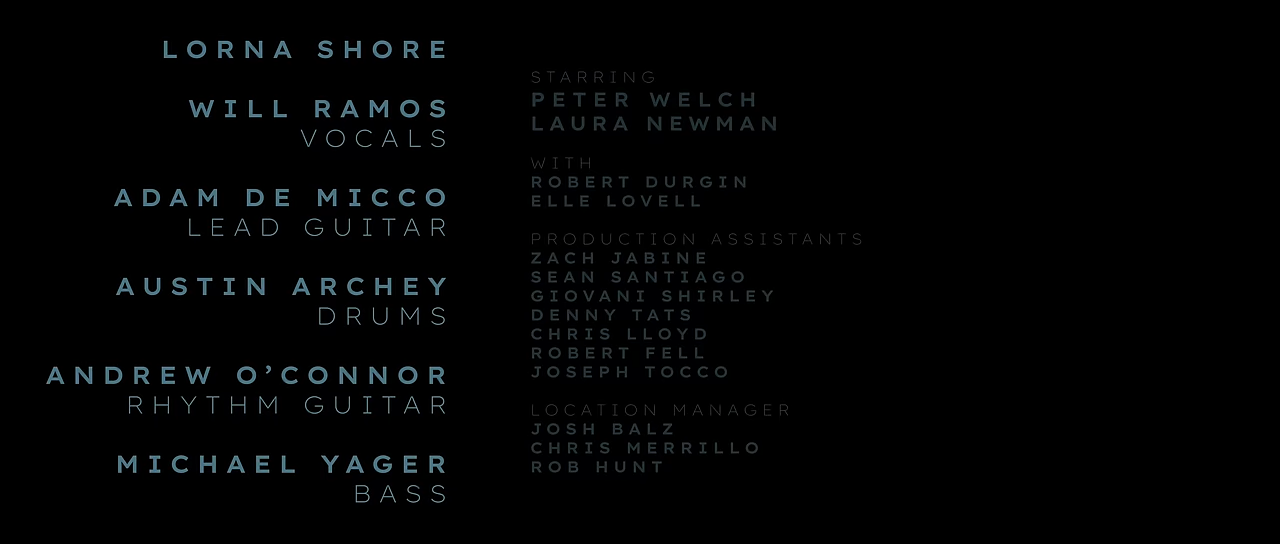 LORNA SHORE
WILL RAMOS
VOCALS
ADAM DE MICCO
LEAD GUITAR
AUSTIN ARCHEY
DRUMS
ANDREW O’CONNOR
RHYTHM GUITAR
MICHAEL YAGER
BASS
STARRING
PETER WELCH
LAURA NEWMAN
WITH
ROBERT DURGIN
ELLE LOVELL
PRODUCTION ASSISTANTS
ZACH JABINE
SEAN SANTIAGO
GIOVANI SHIRLEY
DENNY TATS
CHRIS LLOYD
ROBERT FELL
JOSEPH TOCCO
LOCATION MANAGER
JOSH BALZ
CHRIS MERRILLO
ROB HUNT